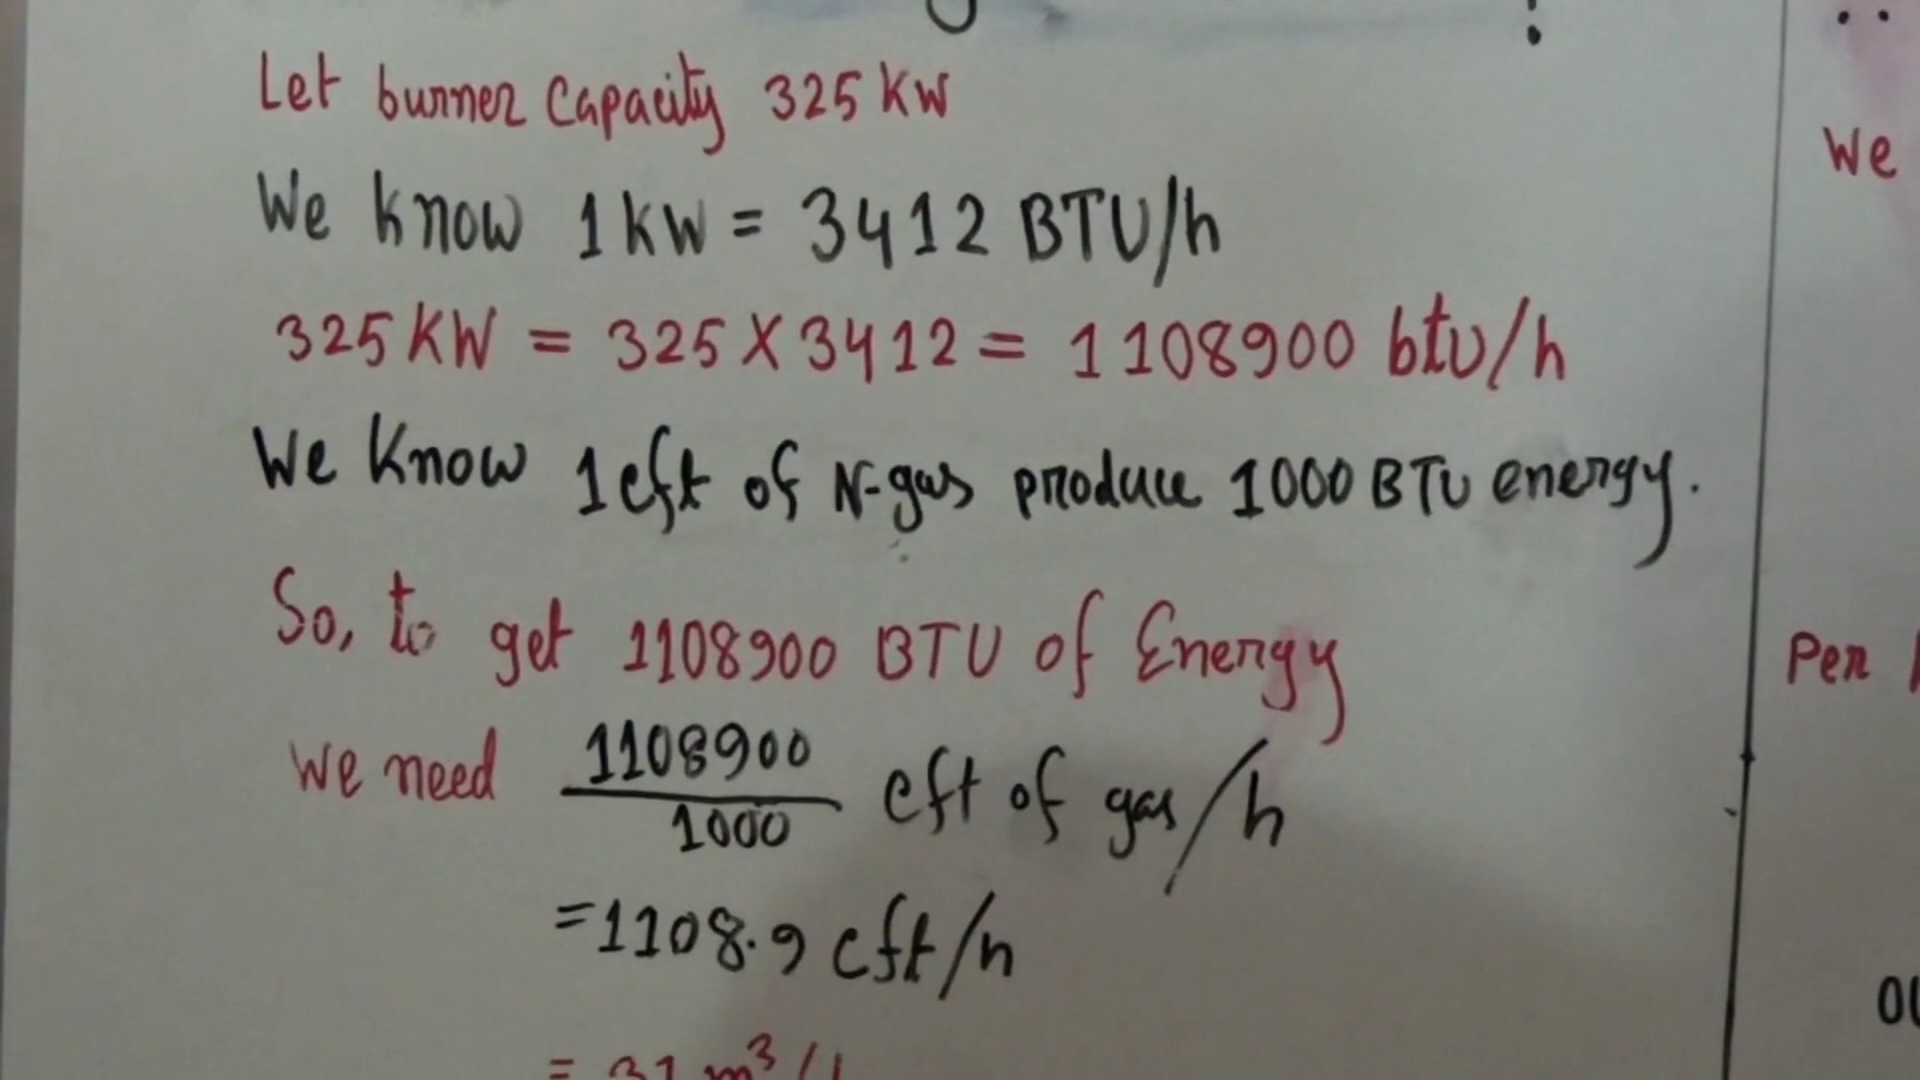 Let burner Capacity 325 KW
We know 1 kW = 3412 BTU/h
325 KW = 325 X 3412 = 1108900 btu/h
We Know 1 cft of N-gas produce 1000 BTU energy.
So, to get 1108900 BTU of Energy
We need 1108900
1000
cft of gas/h
= 1108.9 cft/h
= 31 m³/
We
Per